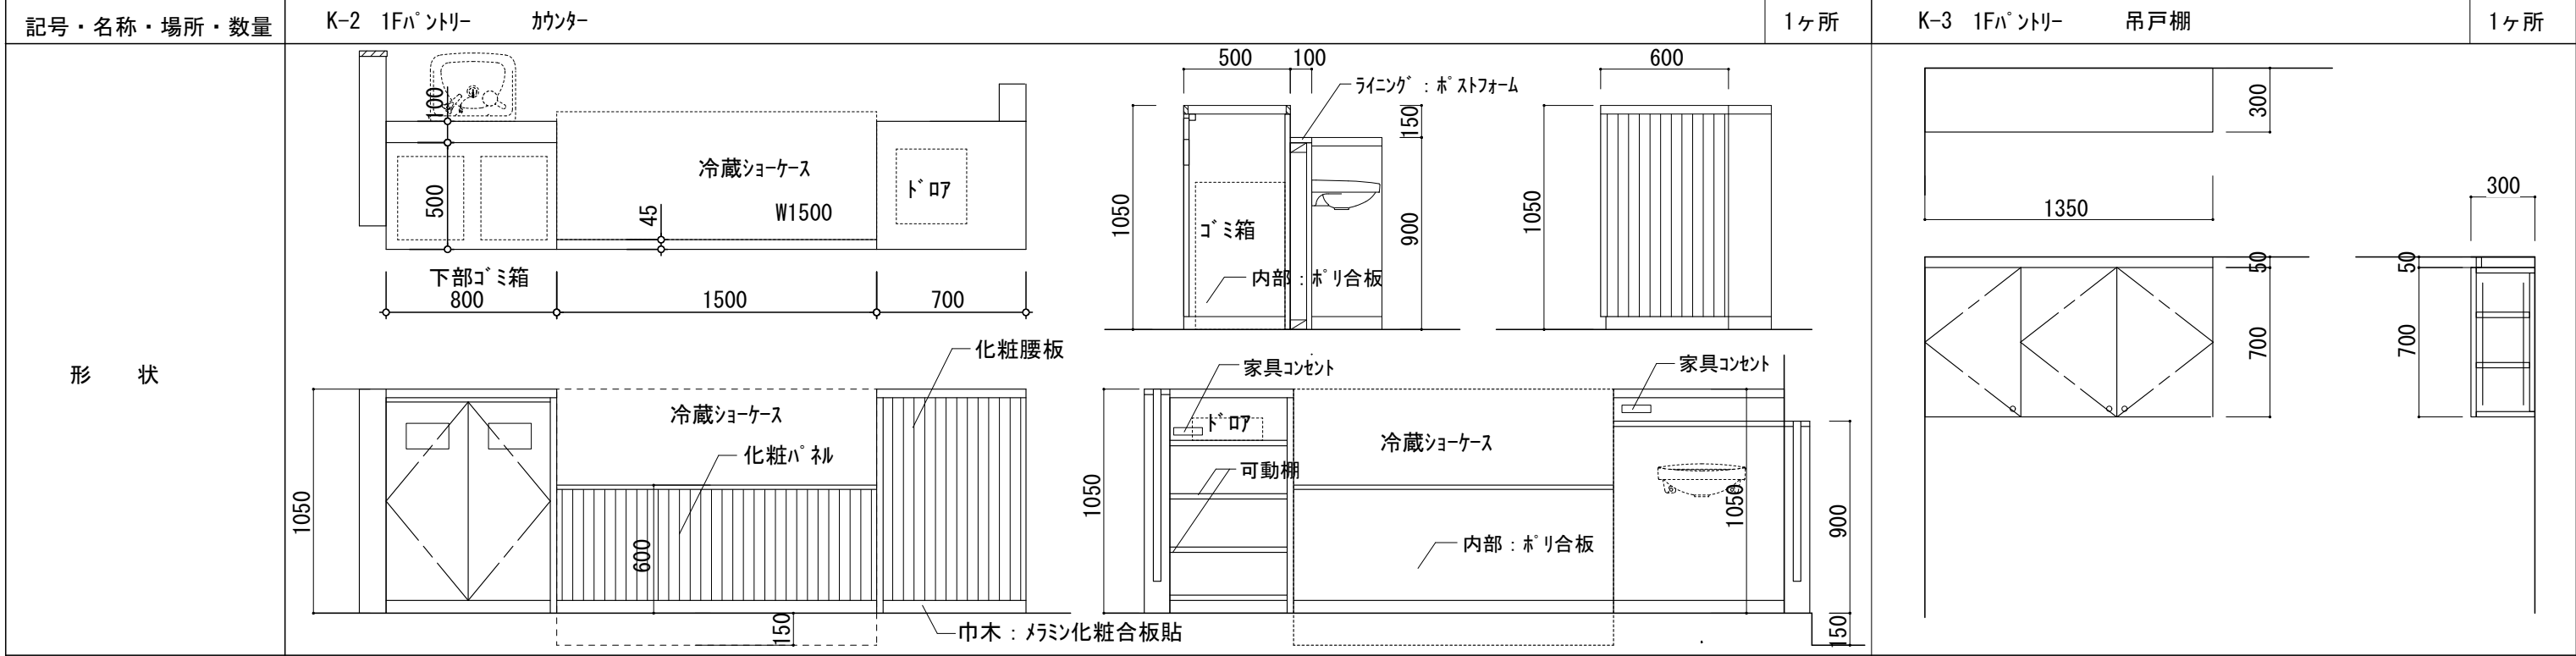 記号・名称・場所・数量
K-2 1Fパントリー カウンター
1ヶ所
K-3 1Fパントリー 吊戸棚
1ヶ所
形 状
100
500
冷蔵ショーケース
W1500
45
ドロア
下部ゴミ箱
800
1500
700
500
100
ライニング：ポストフォーム
150
1050
900
ゴミ箱
内部：ポリ合板
600
1050
化粧腰板
冷蔵ショーケース
化粧パネル
1050
600
150
巾木：メラミン化粧合板貼
家具コンセント
ドロア
可動棚
1050
冷蔵ショーケース
内部：ポリ合板
家具コンセント
1050
900
150
300
1350
50
700
300
50
700